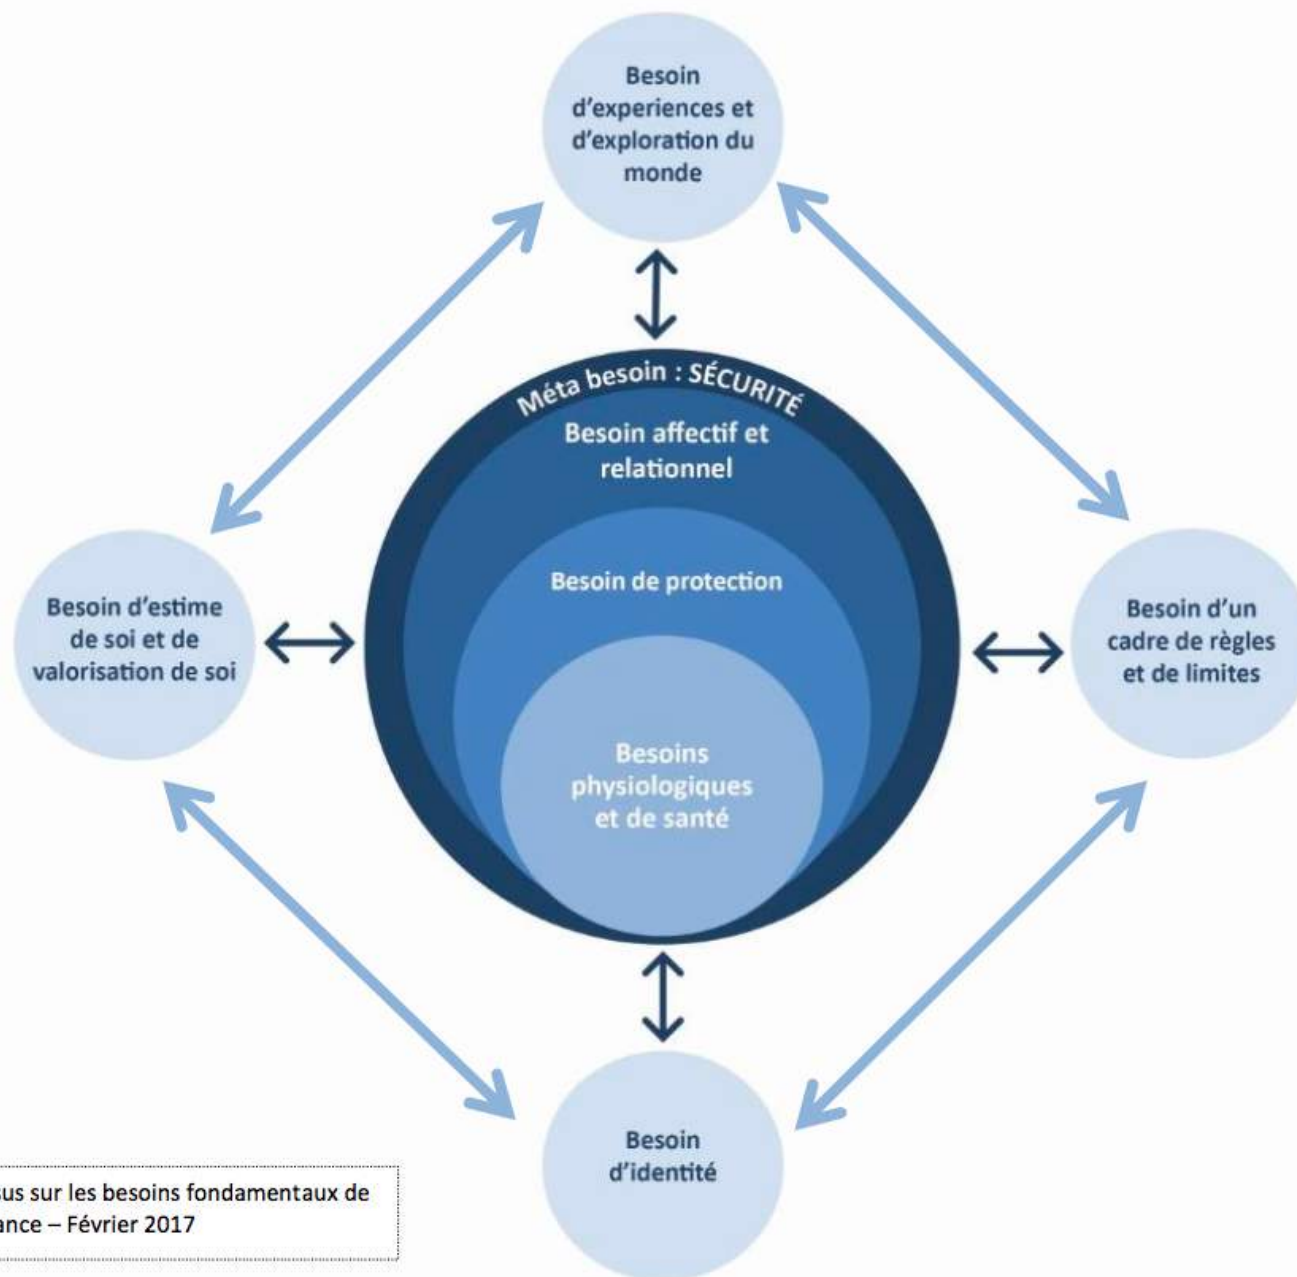 Besoin
d'experiences et
d'exploration du
monde
Méta besoin : SÉCURITÉ
Besoin affectif et
relationnel
Besoin de protection
Besoins
physiologiques
et de santé
Besoin d'estime
de soi et de
valorisation de soi
Besoin d'un
cadre de règles
et de limites
Besoin
d'identité
sur les besoins fondamentaux de
– Février 2017